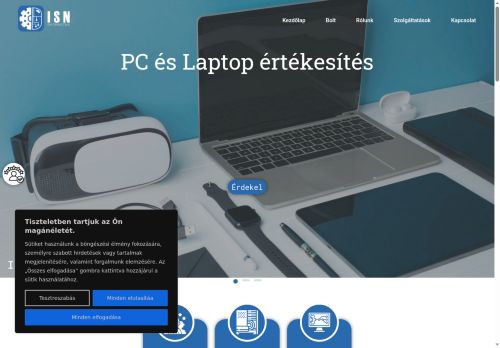 ISN
Kezdőlap Bolt Rólunk Szolgáltatások Kapcsolat
PC és Laptop értékesítés
Érdekel
I
Tiszteletben tartjuk az Ön
magánéletét.
Sütiket használunk a böngészési élmény fokozására,
személyre szabott hirdetések vagy tartalmak
megjelenítésére, valamint forgalmunk elemzésére. Az
„Összes elfogadása” gombra kattintva hozzájárul a
sütik használatához.
Testreszabás Minden elutasítása
Minden elfogadása